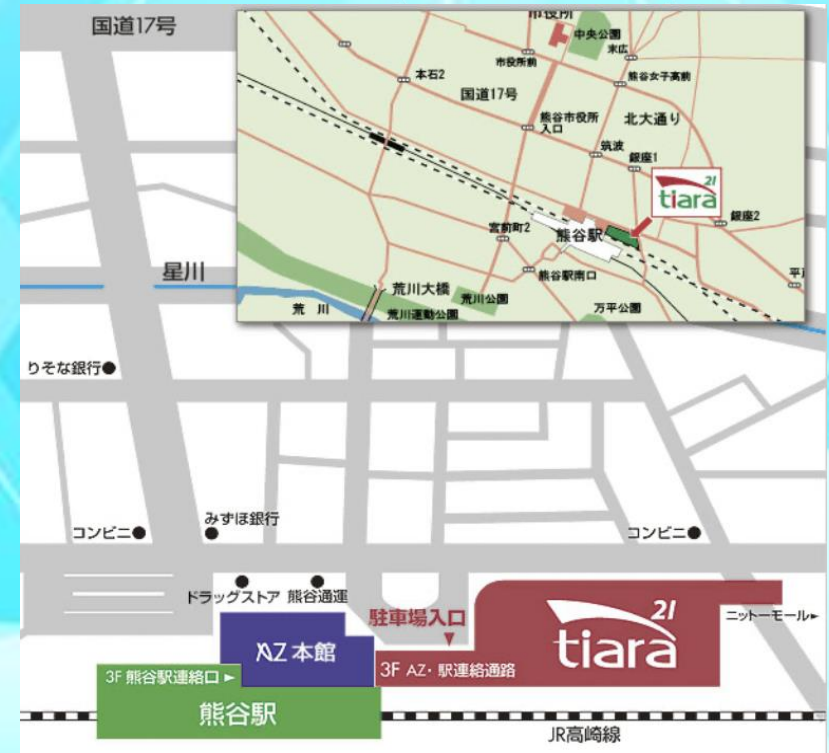 国道17号
市役所
中央公園
末広
市役所前
本石2
熊谷女子高前
国道17号
熊谷市役所
入口
北大通り
筑波
銀座1
21
tiara
銀座2
宮前町2
熊谷駅
熊谷駅南口
荒川大橋
荒川公園
荒川
荒川運動公園
万平公園
星川
りそな銀行
コンビニ
みずほ銀行
コンビニ
ドラッグストア
熊谷通運
駐車場入口
AZ本館
21
tiara
ニットーモール
3F 熊谷駅連絡口
3F AZ・駅連絡通路
熊谷駅
JR高崎線